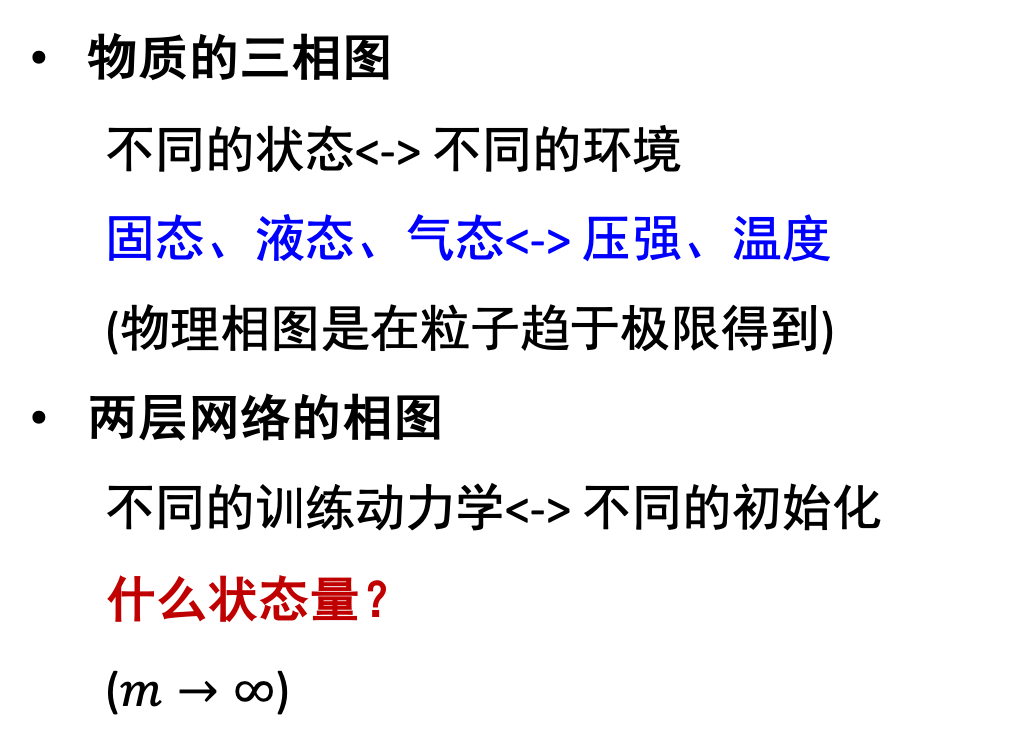 • 物质的三相图
不同的状态<-> 不同的环境
固态、液态、气态<-> 压强、温度
(物理相图是在粒子趋于极限得到)
• 两层网络的相图
不同的训练动力学<-> 不同的初始化
什么状态量？
(𝑚 → ∞)